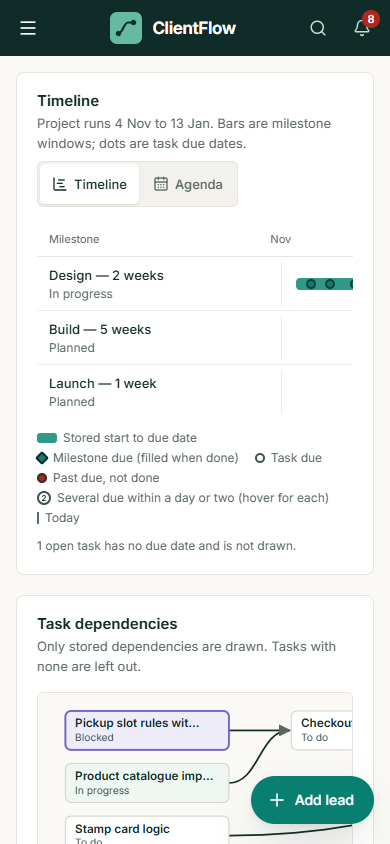 ClientFlow
8
Timeline
Project runs 4 Nov to 13 Jan. Bars are milestone
windows; dots are task due dates.
Timeline
Agenda
Milestone
Nov
Design — 2 weeks
In progress
Build — 5 weeks
Planned
Launch — 1 week
Planned
Stored start to due date
Milestone due (filled when done)
Task due
Past due, not done
2
Several due within a day or two (hover for each)
Today
1 open task has no due date and is not drawn.
Task dependencies
Only stored dependencies are drawn. Tasks with
none are left out.
Pickup slot rules wit...
Blocked
Checkout
To do
Product catalogue imp...
In progress
Add lead
Stamp card logic
To do